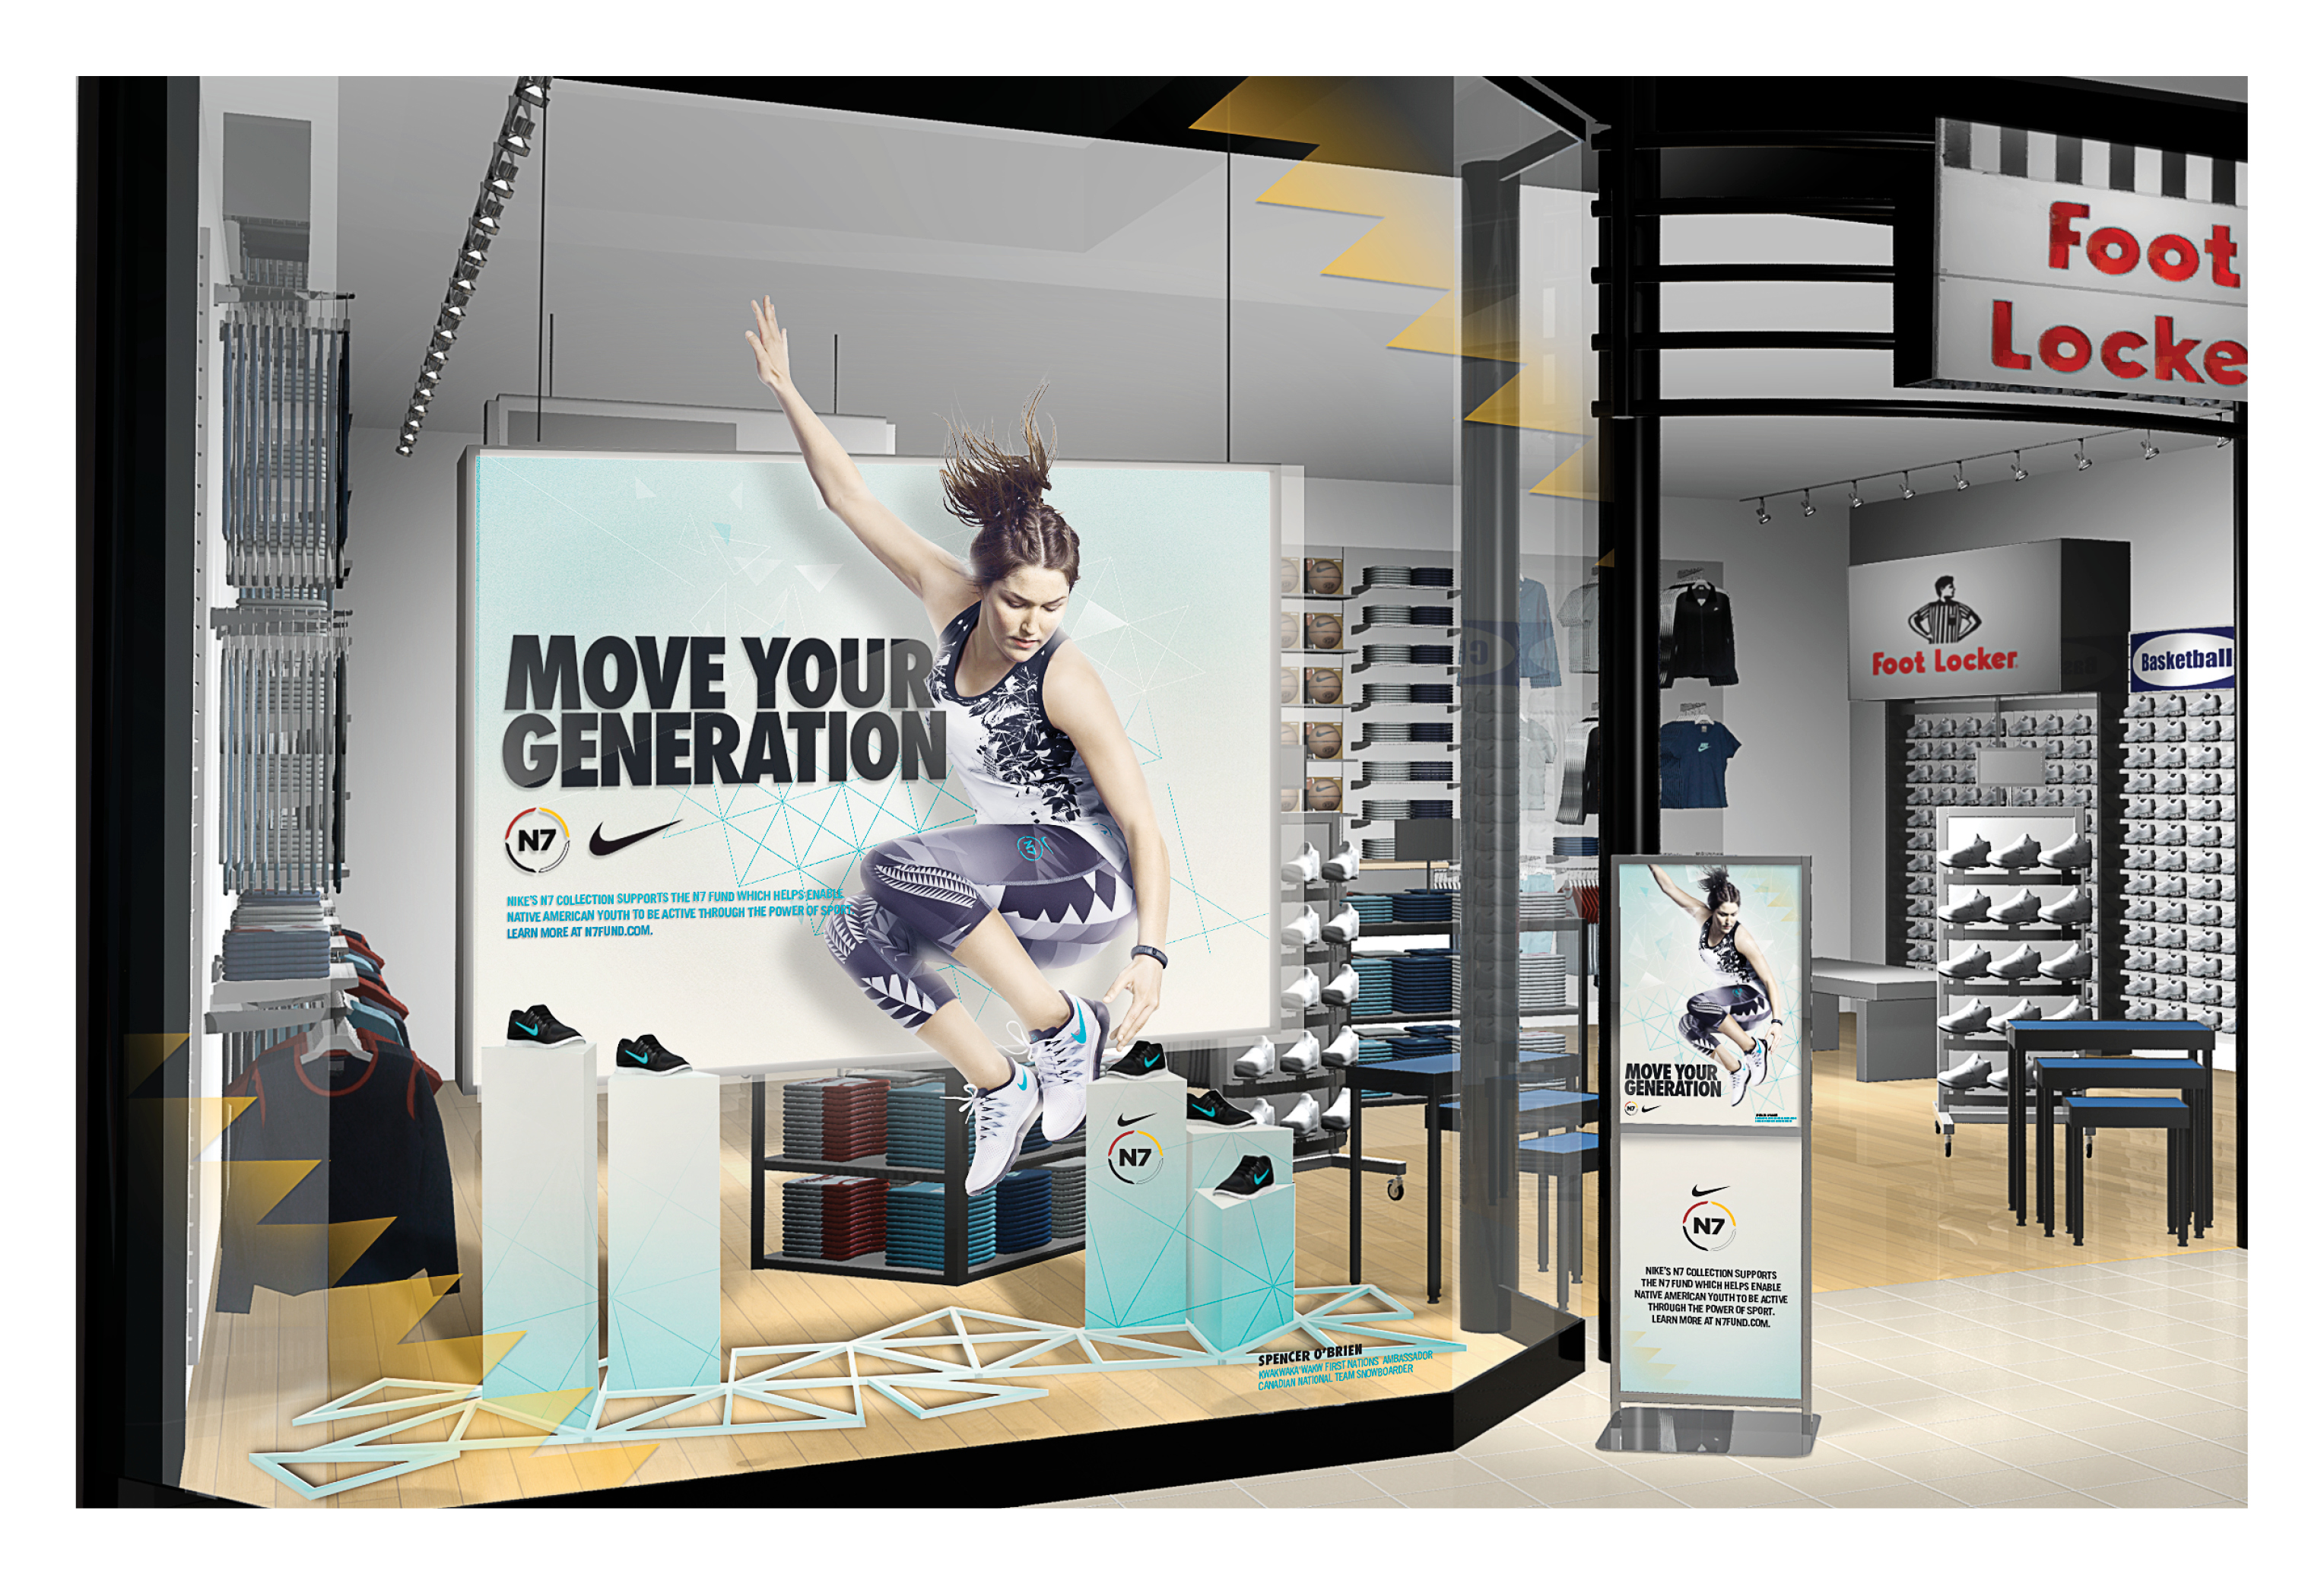 Foot
Locke
MOVE YOUR
GENERATION
N7
NIKE'S N7 COLLECTION SUPPORTS THE N7 FUND WHICH HELPS ENABLE
NATIVE AMERICAN YOUTH TO BE ACTIVE THROUGH THE POWER OF SPORT.
LEARN MORE AT N7FUND.COM.
Foot Locker
Basketball
N7
SPENCER O'BRIEN
KWAKWAKA'WAKW FIRST NATIONS AMBASSADOR
CANADIAN NATIONAL TEAM SNOWBOARDER
MOVE YOUR
GENERATION
N7
N7
NIKE'S N7 COLLECTION SUPPORTS
THE N7 FUND WHICH HELPS ENABLE
NATIVE AMERICAN YOUTH TO BE ACTIVE
THROUGH THE POWER OF SPORT.
LEARN MORE AT N7FUND.COM.